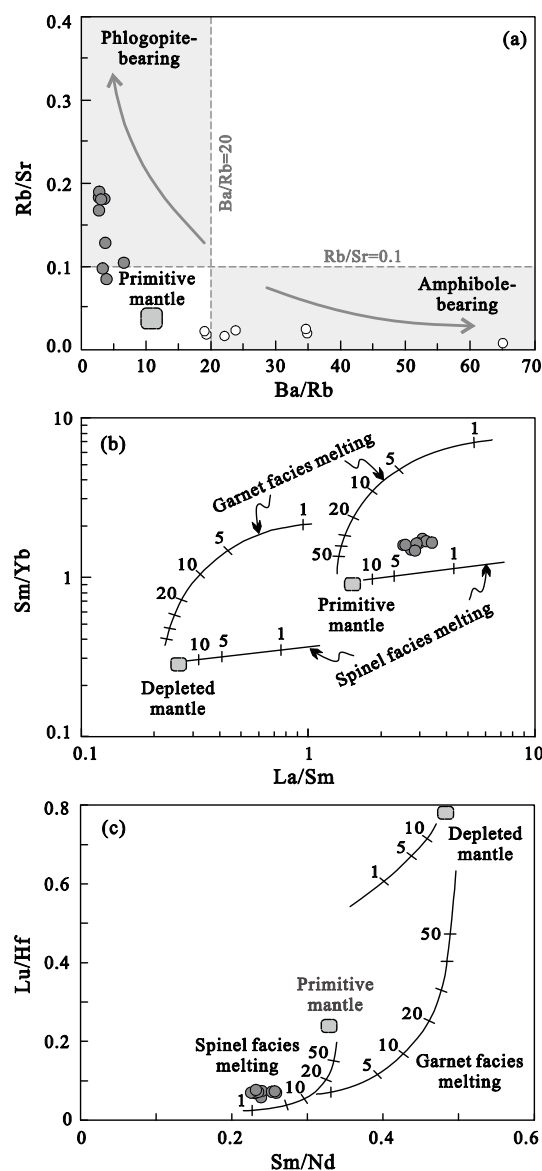 0.4
Phlogopite-
bearing
(a)
0.3
Rb/Sr
Ba/Rb=20
0.2
Rb/Sr=0.1
0.1
Primitive
mantle
Amphibole-
bearing
0.0
0 10 20 30 40 50 60 70
Ba/Rb
10
(b)
Garnet facies melting
1
5
10
20
50
1
5
10
20
Sm/Yb
1
10 5 1
Primitive
mantle
Spinel facies melting
10 5 1
Depleted
mantle
0.1
0.1 1 10
La/Sm
0.8
(c)
10
5
1
Depleted
mantle
0.6
50
Lu/Hf
0.4
Primitive
mantle
0.2
Spinel facies
melting
50
20
10
1
20
10
5
Garnet facies
melting
0
0 0.2 0.4 0.6
Sm/Nd